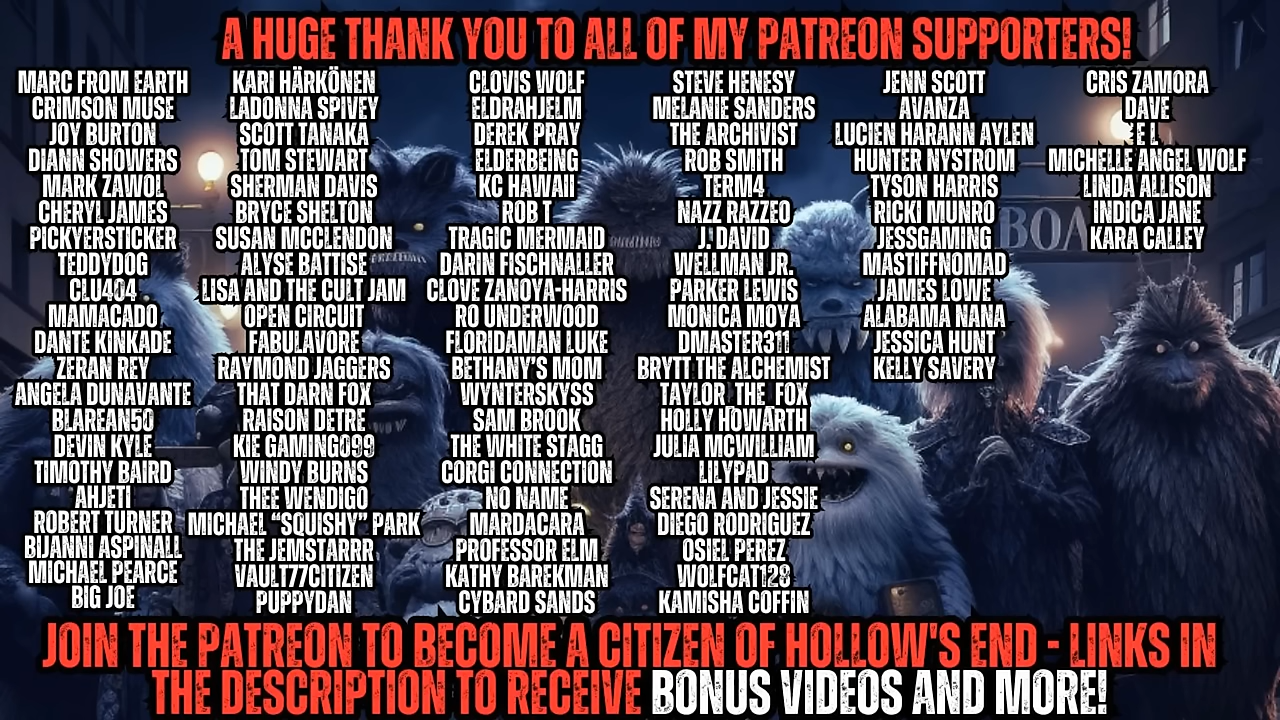 A HUGE THANK YOU TO ALL OF MY PATREON SUPPORTERS!
MARC FROM EARTH
CRIMSON MUSE
JOY BURTON
DIANN SHOWERS
MARK ZAWOL
CHERYL JAMES
PICKYERSTICKER
TEDDYDOG
CLU404
MAMACADO
DANTE KINKADE
ZERAN REY
ANGELA DUNAVANTE
BLAREAN50
DEVIN KYLE
TIMOTHY BAIRD
AHJETI
ROBERT TURNER
BIJANNI ASPINALL
MICHAEL PEARCE
BIG JOE
KARI HÄRKÖNEN
LADONNA SPIVEY
SCOTT TANAKA
TOM STEWART
SHERMAN DAVIS
BRYCE SHELTON
SUSAN MCCLENDON
ALYSE BATTISE
LISA AND THE CULT JAM
OPEN CIRCUIT
FABULAVORE
RAYMOND JAGGERS
THAT DARN FOX
RAISON DETRE
KIE GAMING099
WINDY BURNS
THEE WENDIGO
MICHAEL “SQUISHY” PARK
THE JEMSTARRR
VAULT77CITIZEN
PUPPYDAN
CLOVIS WOLF
ELDRAHJELM
DEREK PRAY
ELDERBEING
KC HAWAII
ROB T
TRAGIC MERMAID
DARIN FISCHNALLER
CLOVE ZANOYA-HARRIS
RO UNDERWOOD
FLORIDAMAN LUKE
BETHANY’S MOM
WYNTERSKYSS
SAM BROOK
THE WHITE STAGG
CORGI CONNECTION
NO NAME
MARDACARA
PROFESSOR ELM
KATHY BAREKMAN
CYBARD SANDS
STEVE HENESY
MELANIE SANDERS
THE ARCHIVIST
ROB SMITH
TERM4
NAZZ RAZZEO
J. DAVID
WELLMAN JR.
PARKER LEWIS
MONICA MOYA
DMASTER311
BRYTT THE ALCHEMIST
TAYLOR_THE_FOX
HOLLY HOWARTH
JULIA MCWILLIAM
LILYPAD
SERENA AND JESSIE
DIEGO RODRIGUEZ
OSIEL PEREZ
WOLFCAT128
KAMISHA COFFIN
JENN SCOTT
AVANZA
LUCIEN HARANN AYLEN
HUNTER NYSTROM
TYSON HARRIS
RICKI MUNRO
JESSGAMING
MASTIFFNOMAD
JAMES LOWE
ALABAMA NANA
JESSICA HUNT
KELLY SAVERY
CRIS ZAMORA
DAVE
E L
MICHELLE ANGEL WOLF
LINDA ALLISON
INDICA JANE
KARA CALLEY
BOA
JOIN THE PATREON TO BECOME A CITIZEN OF HOLLOW'S END - LINKS IN
THE DESCRIPTION TO RECEIVE BONUS VIDEOS AND MORE!